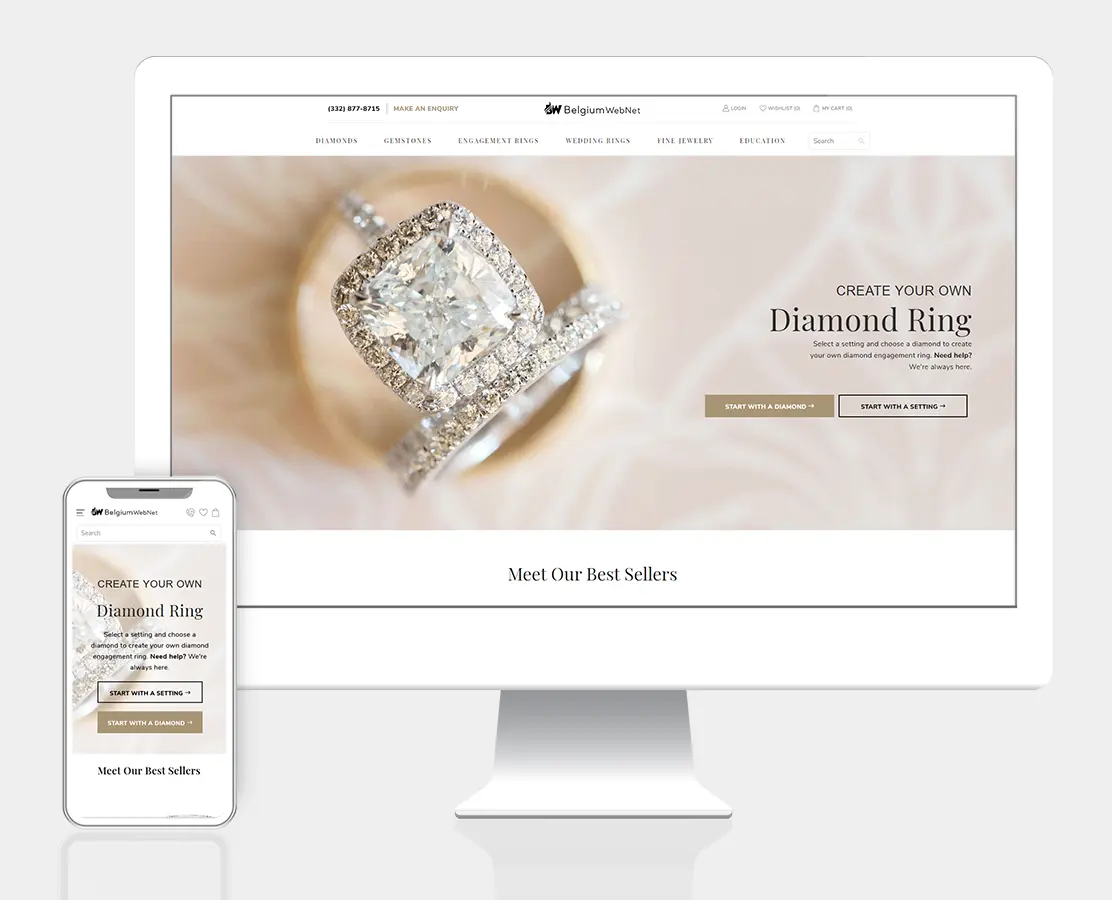 (332) 877-8715 MAKE AN ENQUIRY BelgiumWebNet LOGIN WISHLIST (0) MY CART (0)
DIAMONDS GEMSTONES ENGAGEMENT RINGS WEDDING RINGS FINE JEWELRY EDUCATION Search
CREATE YOUR OWN
Diamond Ring
Select a setting and choose a diamond to create
your own diamond engagement ring. Need help?
We're always here.
START WITH A DIAMOND → START WITH A SETTING →
Meet Our Best Sellers
BelgiumWebNet
Search
CREATE YOUR OWN
Diamond Ring
Select a setting and choose a
diamond to create your own diamond
engagement ring. Need help? We're
always here.
START WITH A SETTING →
START WITH A DIAMOND →
Meet Our Best Sellers